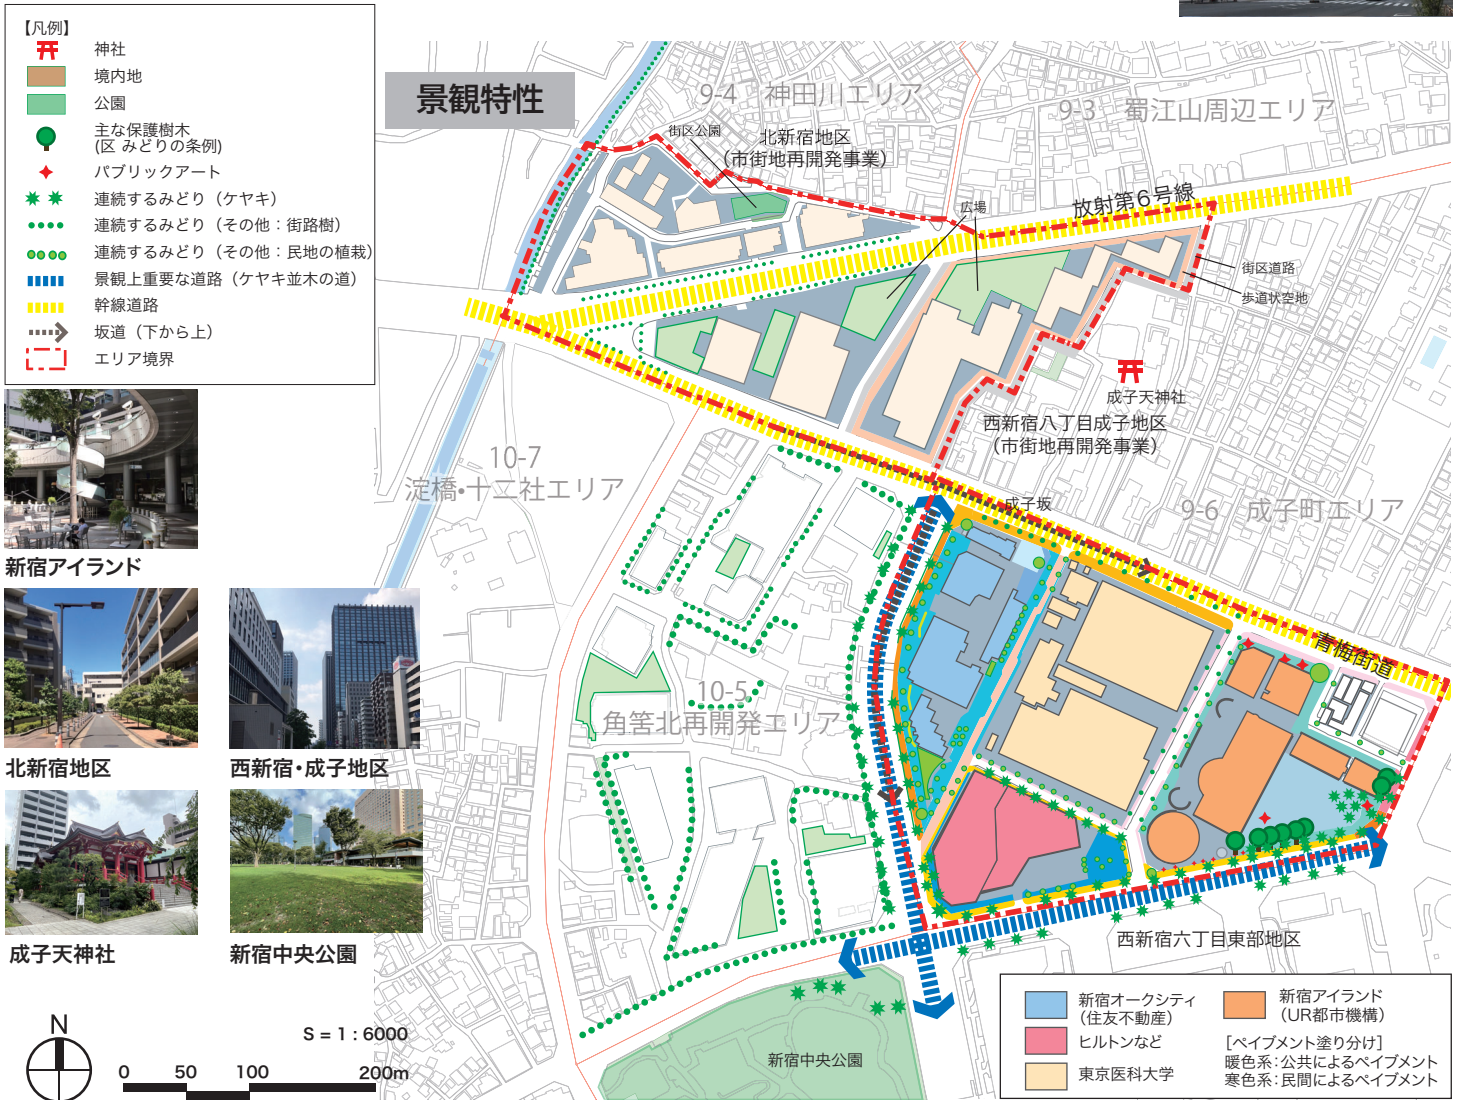 【凡例】
神社
境内地
公園
主な保護樹木
(区 みどりの条例)
パブリックアート
連続するみどり（ケヤキ）
連続するみどり（その他：街路樹）
連続するみどり（その他：民地の植栽）
景観上重要な道路（ケヤキ並木の道）
幹線道路
坂道（下から上）
エリア境界
景観特性
9-4 神田川エリア
9-3 蜀江山周辺エリア
街区公園
北新宿地区
（市街地再開発事業）
広場
放射第6号線
街区道路
歩道状空地
成子天神社
西新宿八丁目成子地区
（市街地再開発事業）
10-7
淀橋・十二社エリア
成子坂
9-6 成子町エリア
青梅街道
10-5
角筈北再開発エリア
西新宿六丁目東部地区
新宿中央公園
新宿アイランド
北新宿地区
西新宿・成子地区
成子天神社
新宿中央公園
N
S = 1 : 6000
0 50 100 200m
新宿オークシティ
（住友不動産）
ヒルトンなど
東京医科大学
新宿アイランド
（UR都市機構）
［ペイブメント塗り分け］
暖色系：公共によるペイブメント
寒色系：民間によるペイブメント